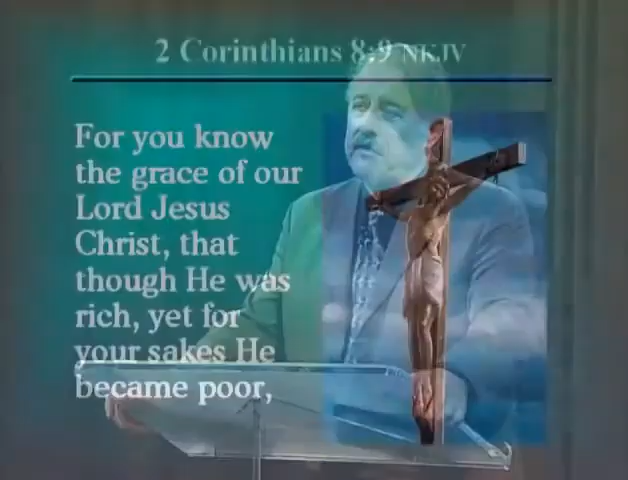 2 Corinthians 8:9 NKJV
For you know
the grace of our
Lord Jesus
Christ, that
though He was
rich, yet for
your sakes He
became poor,